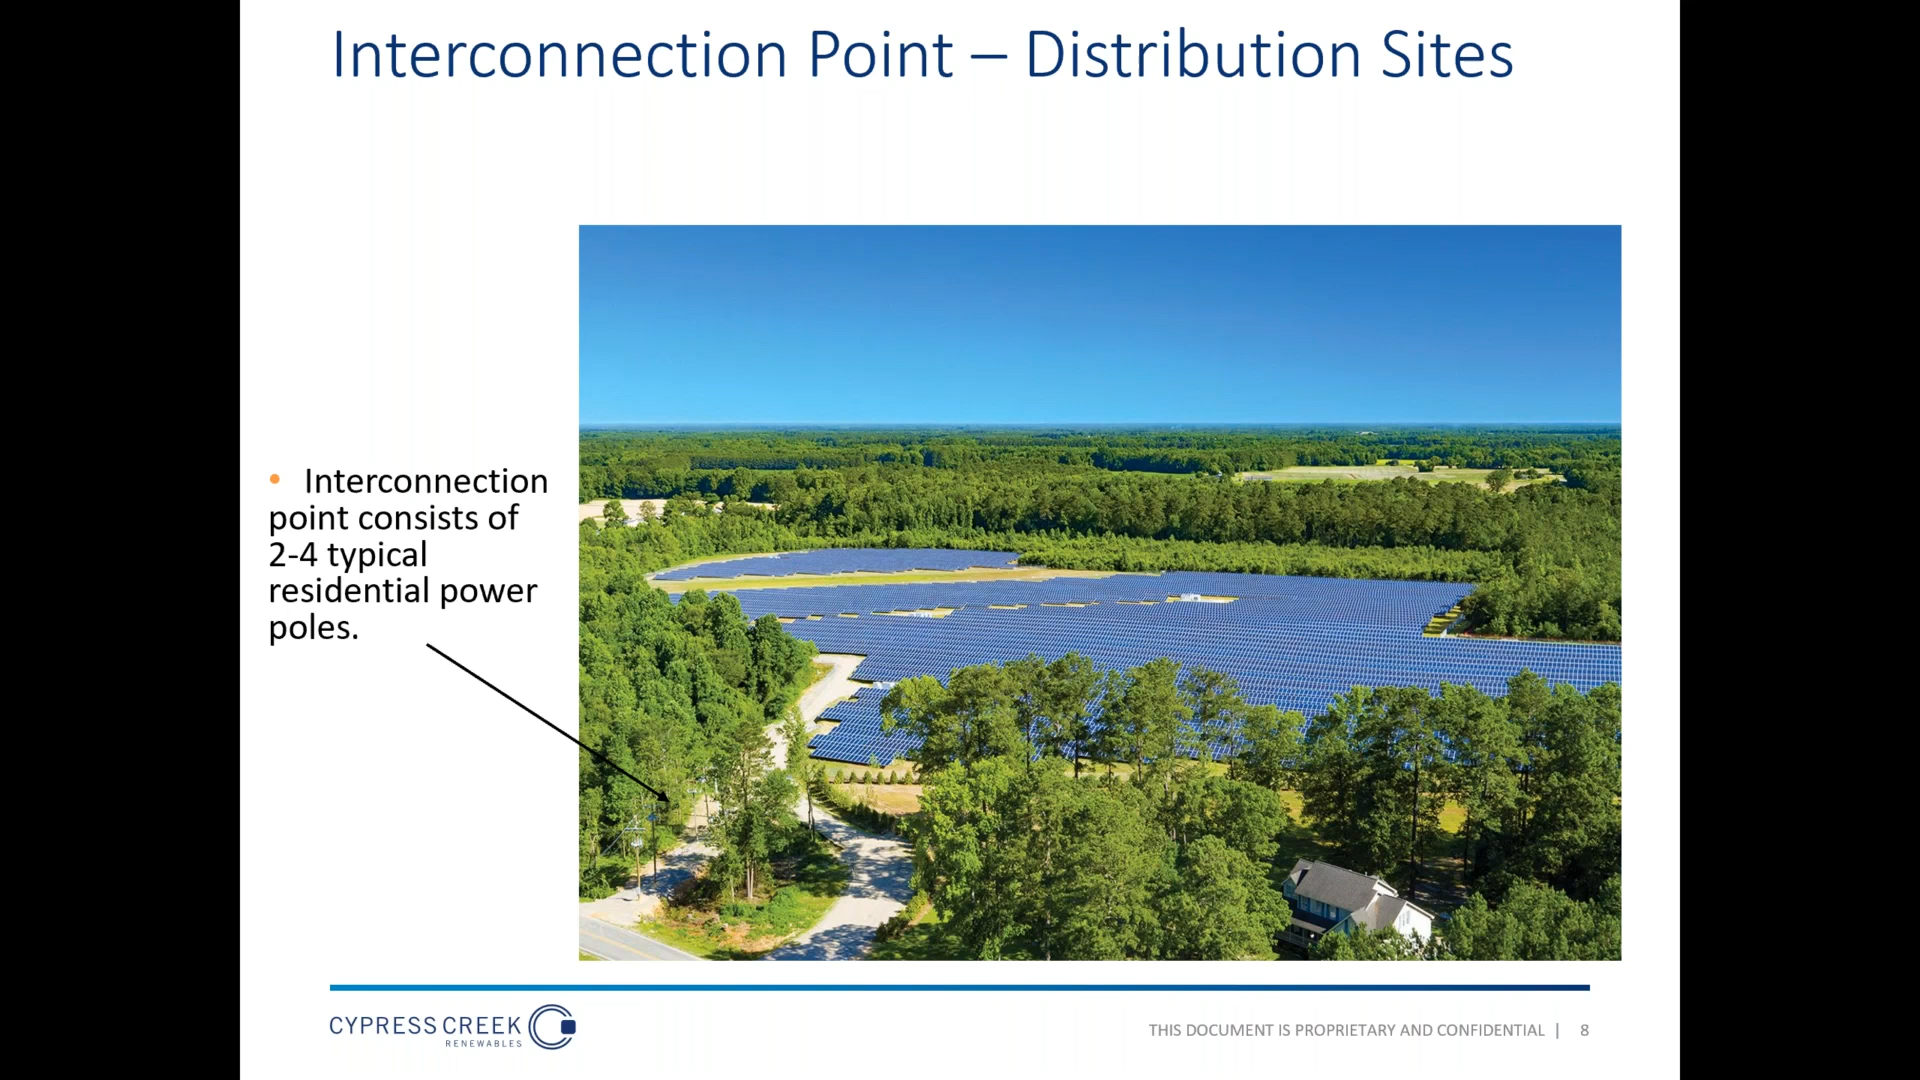 Interconnection Point – Distribution Sites
• Interconnection
point consists of
2-4 typical
residential power
poles.
CYPRESS CREEK
RENEWABLES
THIS DOCUMENT IS PROPRIETARY AND CONFIDENTIAL | 8